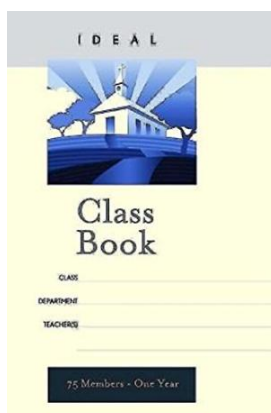 IDEAL
Class
Book
CLASS
DEPARTMENT
TEACHER(S)
75 Members - One Year